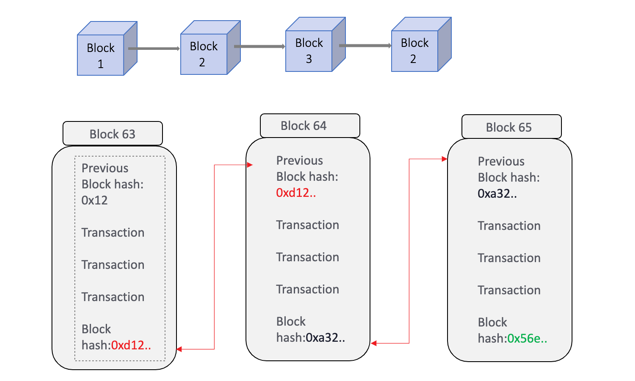 Block
1
Block
2
Block
3
Block
2
Block 63
Previous
Block hash:
0x12
Transaction
Transaction
Transaction
Block
hash:0xd12..
Block 64
Previous
Block hash:
0xd12..
Transaction
Transaction
Transaction
Block
hash:0xa32..
Block 65
Previous
Block hash:
0xa32..
Transaction
Transaction
Transaction
Block
hash:0x56e..